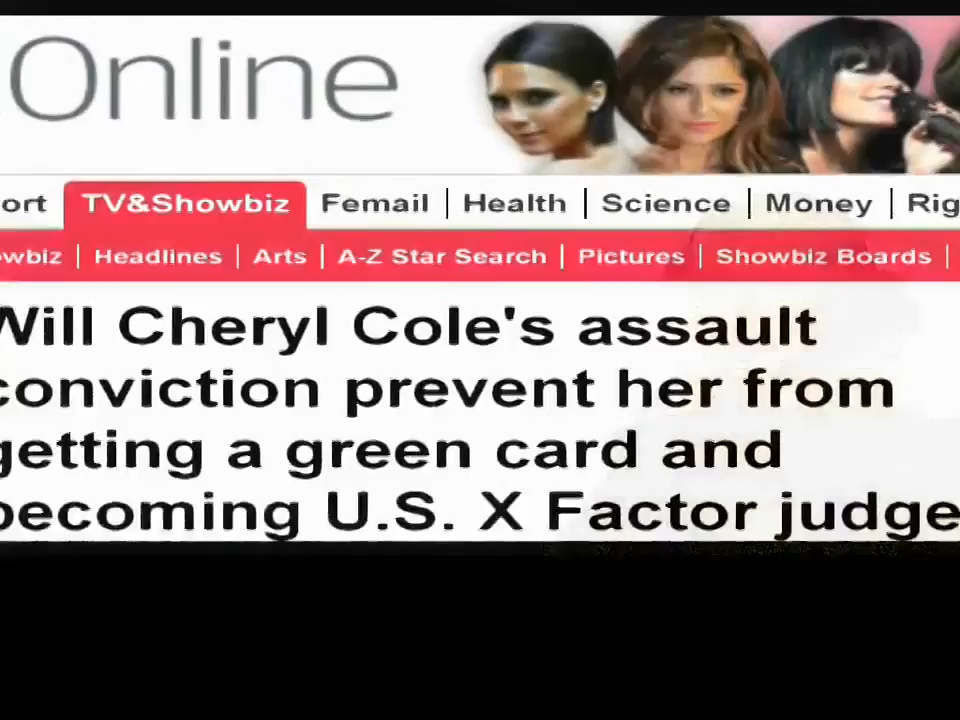 Online
ort TV&Showbiz Femail Health Science Money Rig
owbiz Headlines Arts A-Z Star Search Pictures Showbiz Boards
Will Cheryl Cole's assault
conviction prevent her from
getting a green card and
becoming U.S. X Factor judge